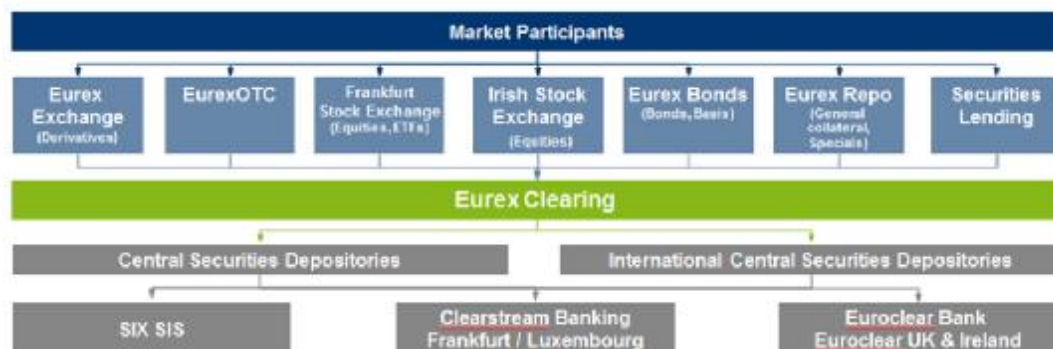 Market Participants
Eurex
Exchange
(Derivatives)
EurexOTC
Frankfurt
Stock Exchange
(Equities, ETFs)
Irish Stock
Exchange
(Equities)
Eurex Bonds
(Bonds, Basis)
Eurex Repo
(General
collateral,
Specials)
Securities
Lending
Eurex Clearing
Central Securities Depositories
International Central Securities Depositories
SIX SIS
Clearstream Banking
Frankfurt / Luxembourg
Euroclear Bank
Euroclear UK & Ireland